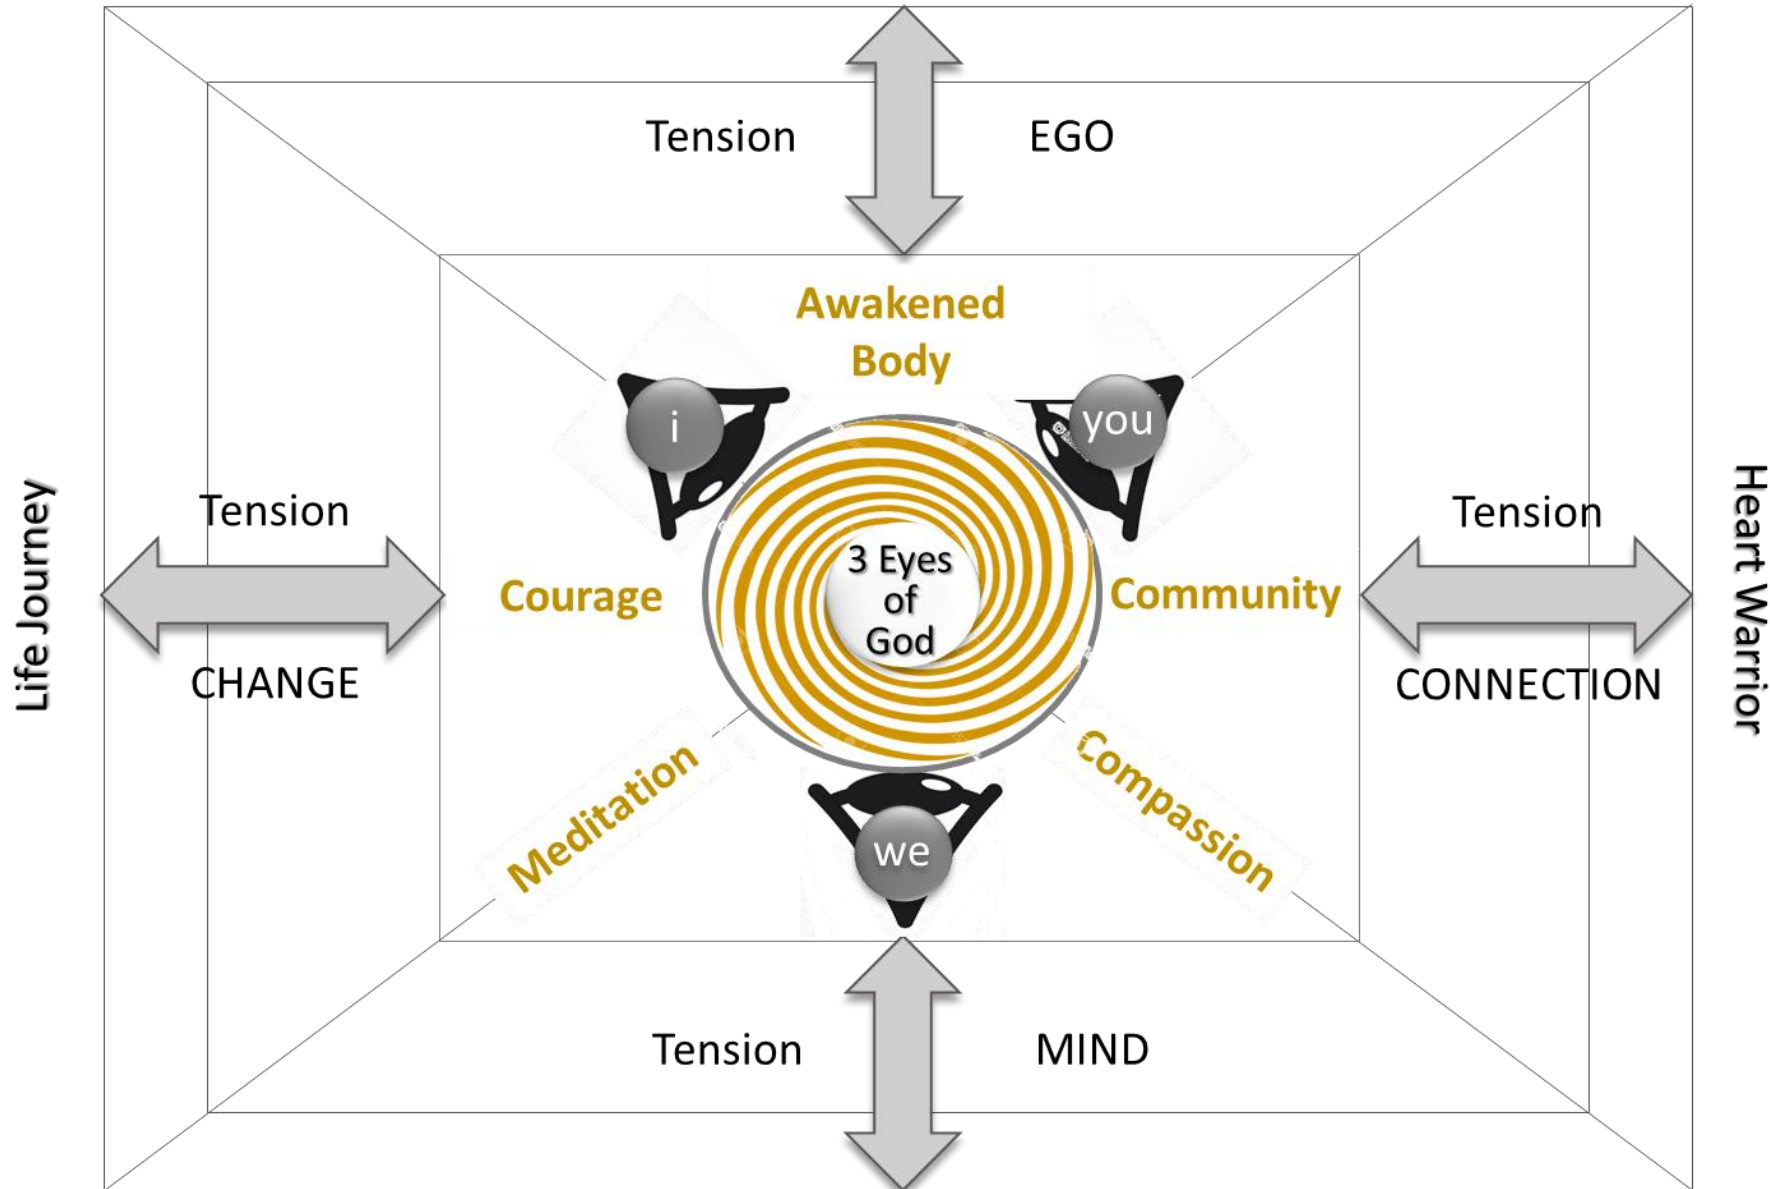 Tension
EGO
Awakened
Body
i
you
Life Journey
Tension
CHANGE
Courage
3 Eyes
of
God
Community
Tension
CONNECTION
Heart Warrior
Meditation
Compassion
we
Tension
MIND